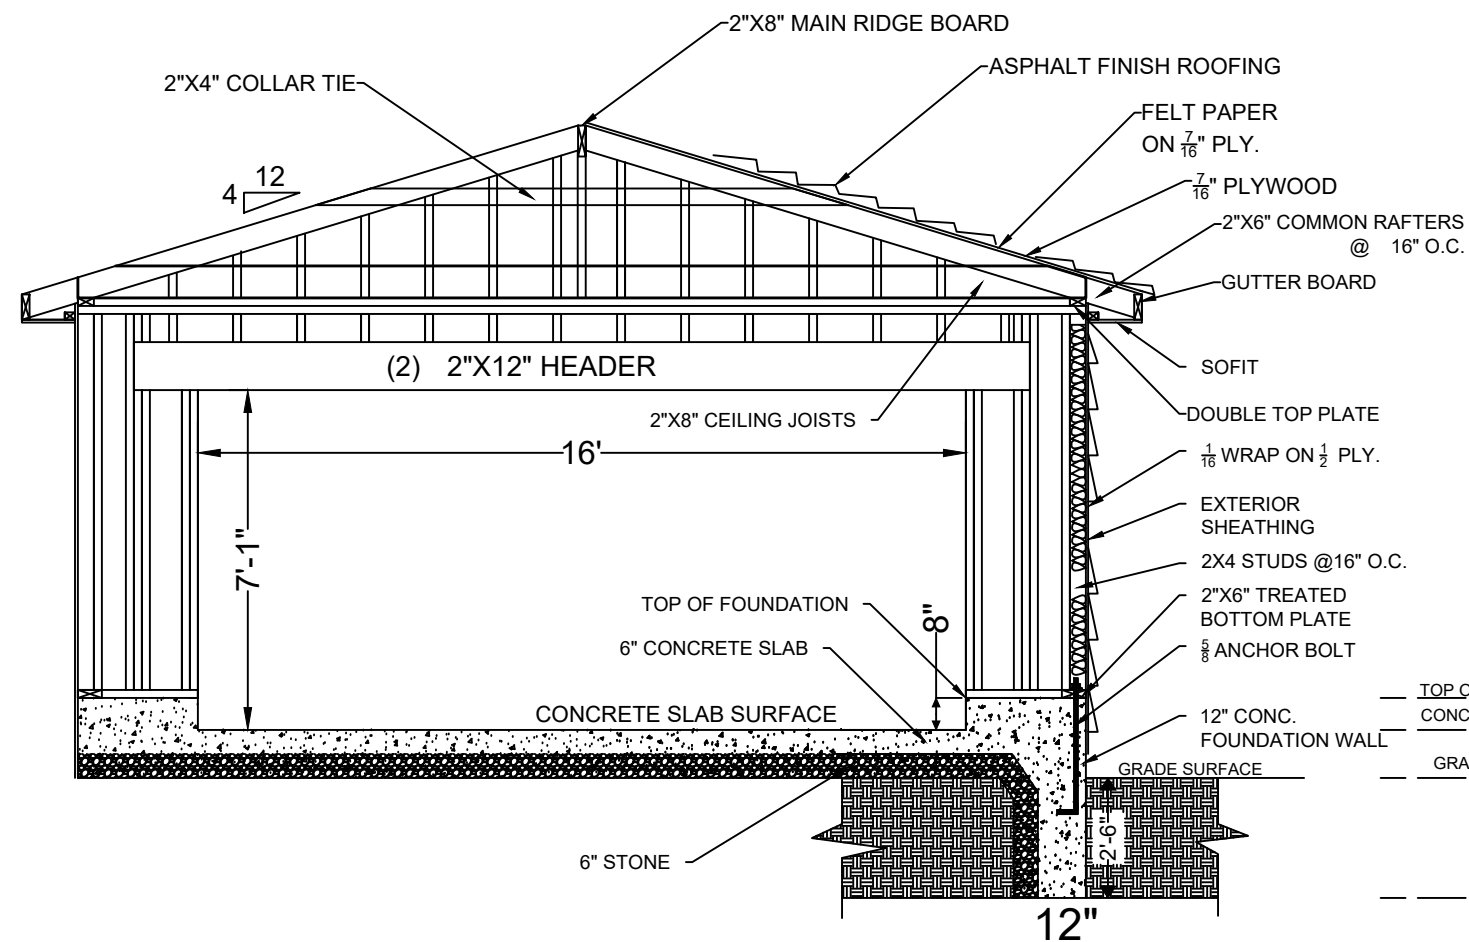 2"X8" MAIN RIDGE BOARD
2"X4" COLLAR TIE
ASPHALT FINISH ROOFING
FELT PAPER
ON 7/16" PLY.
12
4
7/16" PLYWOOD
2"X6" COMMON RAFTERS
@ 16" O.C.
GUTTER BOARD
(2) 2"X12" HEADER
SOFIT
2"X8" CEILING JOISTS
DOUBLE TOP PLATE
16'
1/16 WRAP ON 1/2 PLY.
EXTERIOR
SHEATHING
7'-1"
2X4 STUDS @16" O.C.
TOP OF FOUNDATION
8"
2"X6" TREATED
BOTTOM PLATE
6" CONCRETE SLAB
5/8 ANCHOR BOLT
CONCRETE SLAB SURFACE
12" CONC.
FOUNDATION WALL
TOP
CONC
GRA
GRADE SURFACE
2'-6"
6" STONE
12"